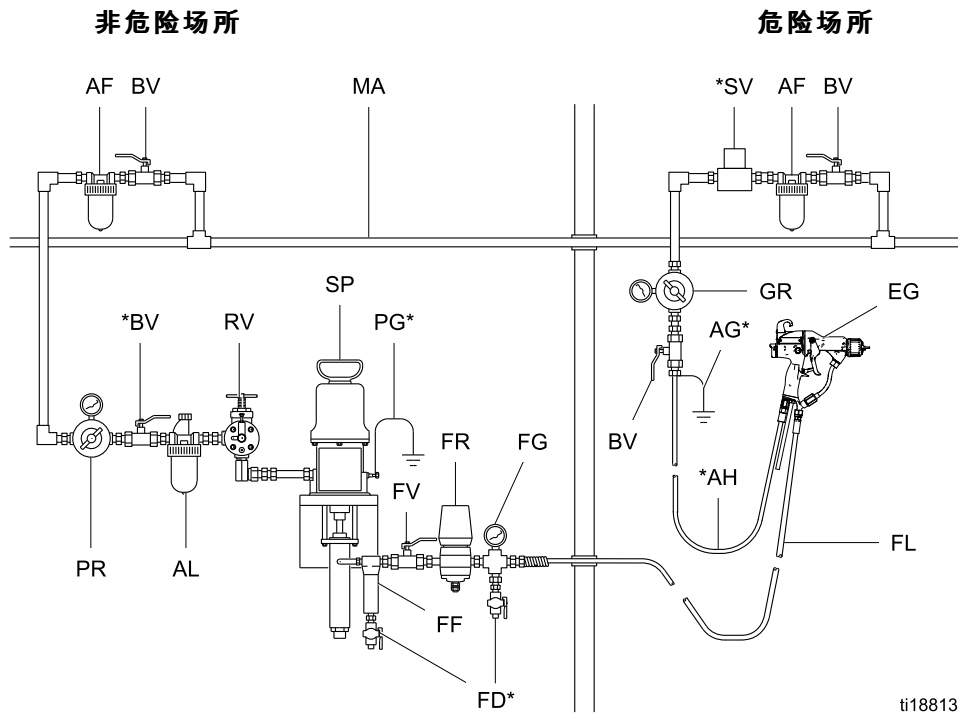 非危险场所
危险场所
AF BV
MA
*SV AF BV
SP
GR
EG
*BV
RV
PG*
AG*
FR
FG
BV
FV
*AH
PR
AL
FL
FF
FD*
ti18813